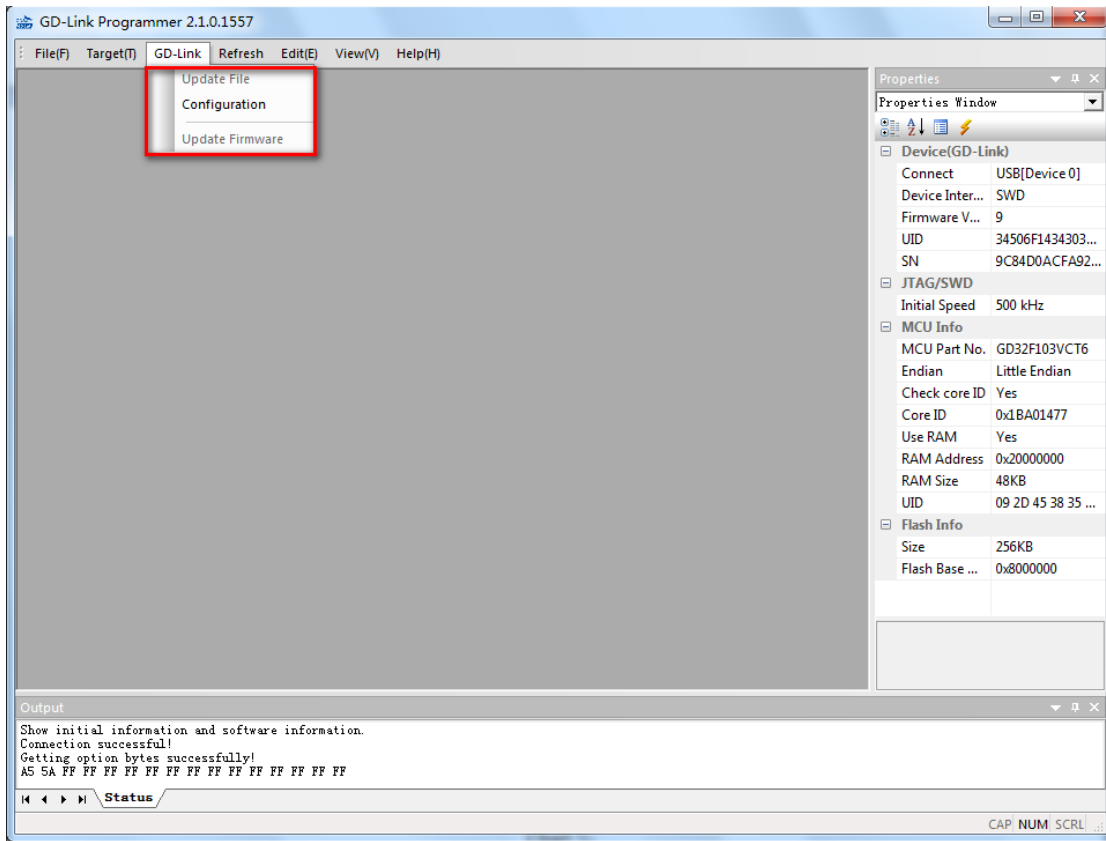 GD-Link Programmer 2.1.0.1557
File(F) Target(T) GD-Link Refresh Edit(E) View(V) Help(H)
Update File
Configuration
Update Firmware
Properties
Properties Window
Device(GD-Link)
Connect USB[Device 0]
Device Inter... SWD
Firmware V... 9
UID 34506F1434303...
SN 9C84D0ACFA92...
JTAG/SWD
Initial Speed 500 kHz
MCU Info
MCU Part No. GD32F103VCT6
Endian Little Endian
Check core ID Yes
Core ID 0x1BA01477
Use RAM Yes
RAM Address 0x20000000
RAM Size 48KB
UID 09 2D 45 38 35 ...
Flash Info
Size 256KB
Flash Base ... 0x8000000
Output
Show initial information and software information.
Connection successful!
Getting option bytes successfully!
A5 5A FF FF FF FF FF FF FF FF FF FF FF FF FF FF
Status
CAP NUM SCRL